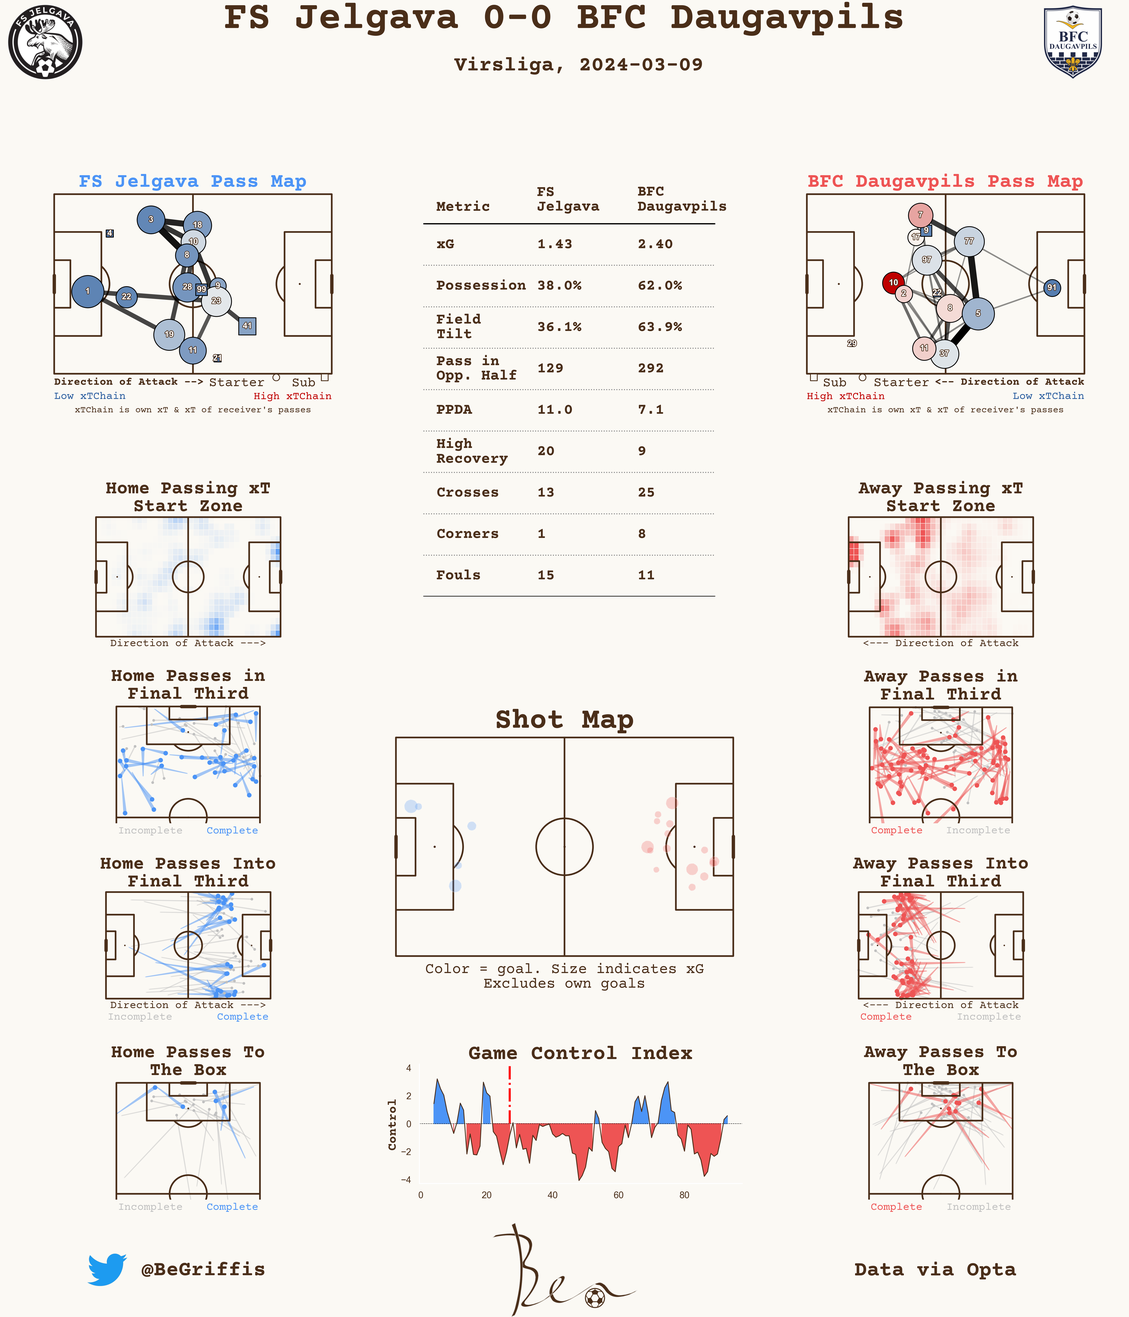 FS Jelgava 0-0 BFC Daugavpils
Virsliga, 2024-03-09
FS JELGAVA
BFC
DAUGAVPILS
FS Jelgava Pass Map
4
3
18
10
8
1
22
28
99
9
23
19
41
11
21
Direction of Attack --> Starter Sub
Low xTChain High xTChain
xTChain is own xT & xT of receiver's passes
Metric FS Jelgava BFC Daugavpils
xG 1.43 2.40
Possession 38.0% 62.0%
Field Tilt 36.1% 63.9%
Pass in Opp. Half 129 292
PPDA 11.0 7.1
High Recovery 20 9
Crosses 13 25
Corners 1 8
Fouls 15 11
BFC Daugavpils Pass Map
7
9
17
77
97
10
2
22
91
8
5
29
11
37
Sub Starter <-- Direction of Attack
High xTChain Low xTChain
xTChain is own xT & xT of receiver's passes
Home Passing xT
Start Zone
Direction of Attack --->
Away Passing xT
Start Zone
<--- Direction of Attack
Home Passes in
Final Third
Incomplete Complete
Away Passes in
Final Third
Complete Incomplete
Shot Map
Color = goal. Size indicates xG
Excludes own goals
Home Passes Into
Final Third
Direction of Attack --->
Incomplete Complete
Away Passes Into
Final Third
<--- Direction of Attack
Complete Incomplete
Home Passes To
The Box
Incomplete Complete
Game Control Index
Control
4
2
0
−2
−4
0 20 40 60 80
Away Passes To
The Box
Complete Incomplete
@BeGriffis
Ben
Data via Opta